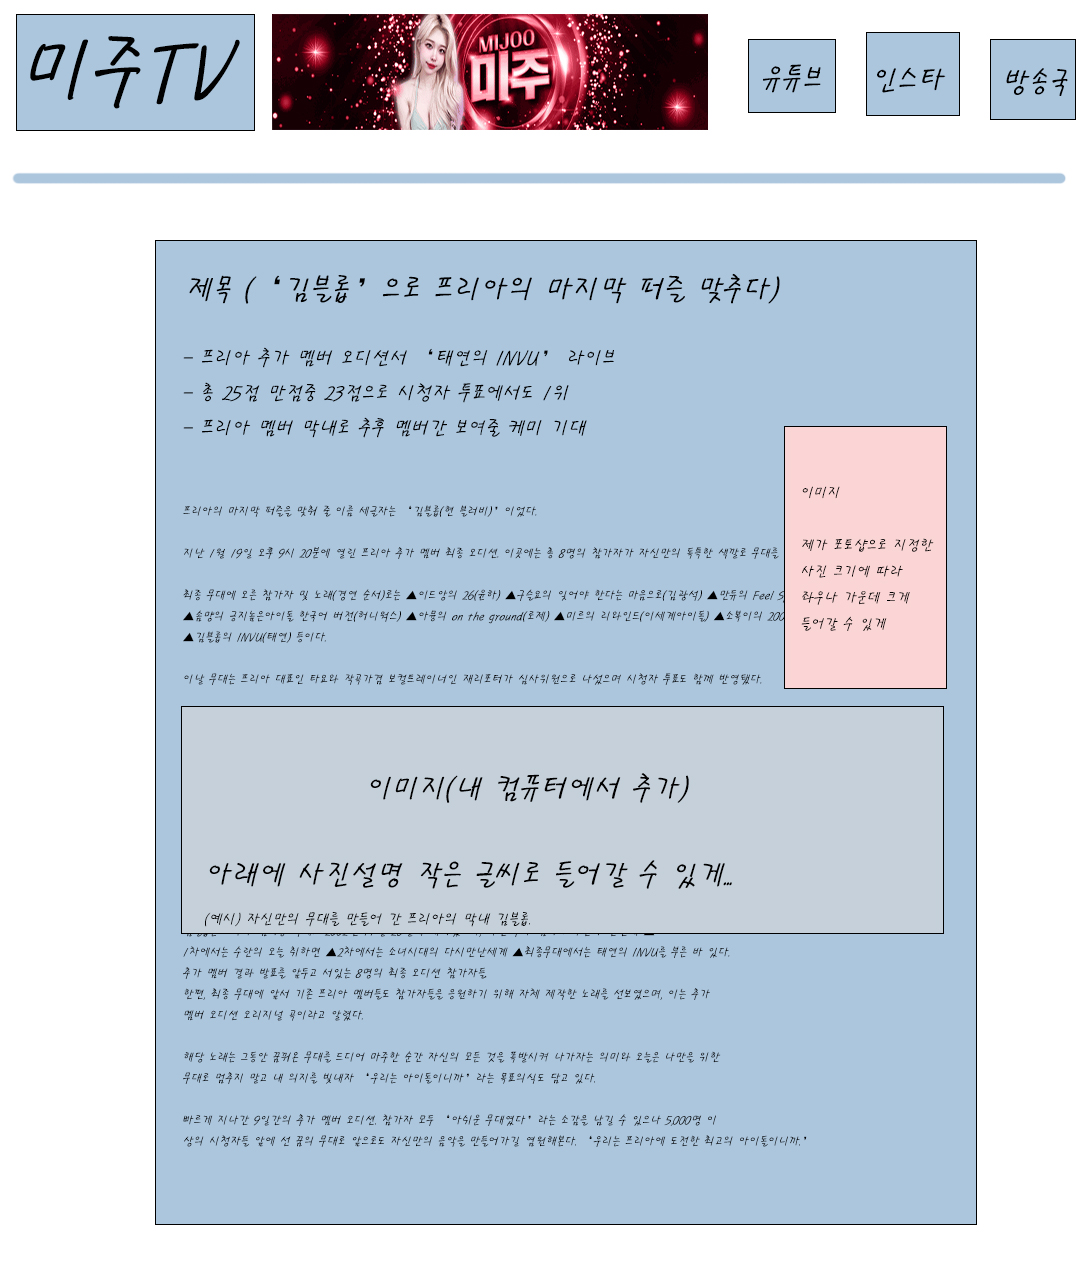 미주TV
MIJOO
미주
유튜브
인스타
방송국
제목 ( ‘김블룹’으로 프리아의 마지막 퍼즐 맞추다)
- 프리아 추가 멤버 오디션서 ‘태연의 INVU’ 라이브
- 총 25점 만점중 23점으로 시청자 투표에서도 1위
- 프리아 멤버 막내로 추후 멤버간 보여줄 케미 기대
프리아의 마지막 퍼즐을 맞춰 줄 이름 세글자는 ‘김블룹(현 블러비)’이었다.
지난 1월 19일 오후 9시 20분에 열린 프리아 추가 멤버 최종 오디션. 이곳에는 총 8명의 참가자가 자신만의 독특한 색깔로 무대를
최종 무대에 오른 참가자 및 노래(경연 순서)로는 ▲이드앙의 26(윤하) ▲구슬요의 잊어야 한다는 마음으로(김광석) ▲만듀의 Feel S
▲솜망의 긍지높은아이돌 한국어 버전(허니웍스) ▲아뭉의 on the ground(로제) ▲미르의 리와인드(이세계아이돌) ▲소복이의 200
▲김블룹의 INVU(태연) 등이다.
이날 무대는 프리아 대표인 타요와 작곡가겸 보컬트레이너인 재리포터가 심사위원으로 나섰으며 시청자 투표도 함께 반영됐다.
이미지
제가 포토샵으로 지정한
사진 크기에 따라
좌우나 가운데 크게
들어갈 수 있게
이미지(내 컴퓨터에서 추가)
아래에 사진설명 작은 글씨로 들어갈 수 있게...
(예시) 자신만의 무대를 만들어 간 프리아의 막내 김블룹.
1차에서는 수란의 오늘 취하면 ▲2차에서는 소녀시대의 다시만난세계 ▲최종무대에서는 태연의 INVU를 부른 바 있다.
추가 멤버 결과 발표를 앞두고 서있는 8명의 최종 오디션 참가자들
한편, 최종 무대에 앞서 기존 프리아 멤버들도 참가자들을 응원하기 위해 자체 제작한 노래를 선보였으며, 이는 추가
멤버 오디션 오리지널 곡이라고 알렸다.
해당 노래는 그동안 꿈꿔온 무대를 드디어 마주한 순간 자신의 모든 것을 폭발시켜 나가자는 의미와 오늘은 나만을 위한
무대로 멈추지 말고 내 의지를 빛내자 ‘우리는 아이돌이니까’라는 목표의식도 담고 있다.
빠르게 지나간 9일간의 추가 멤버 오디션. 참가자 모두 ‘아쉬운 무대였다’라는 소감을 남길 수 있으나 5,000명 이
상의 시청자들 앞에 선 꿈의 무대로 앞으로도 자신만의 음악을 만들어가길 염원해본다. ‘우리는 프리아에 도전한 최고의 아이돌이니까.’